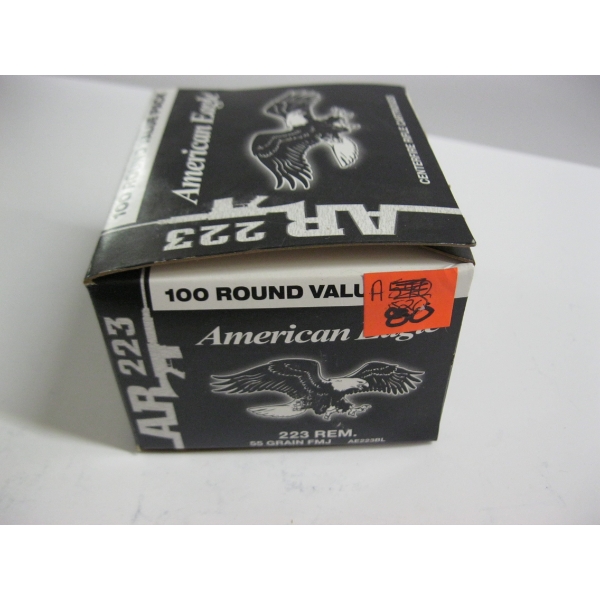 100 ROUND VALUE PACK
American Eagle
CENTERFIRE RIFLE CARTRIDGES
AR 223
100 ROUND VALU
A
80
American Eagle
AR 223
223 REM.
55 GRAIN FMJ AE223BL